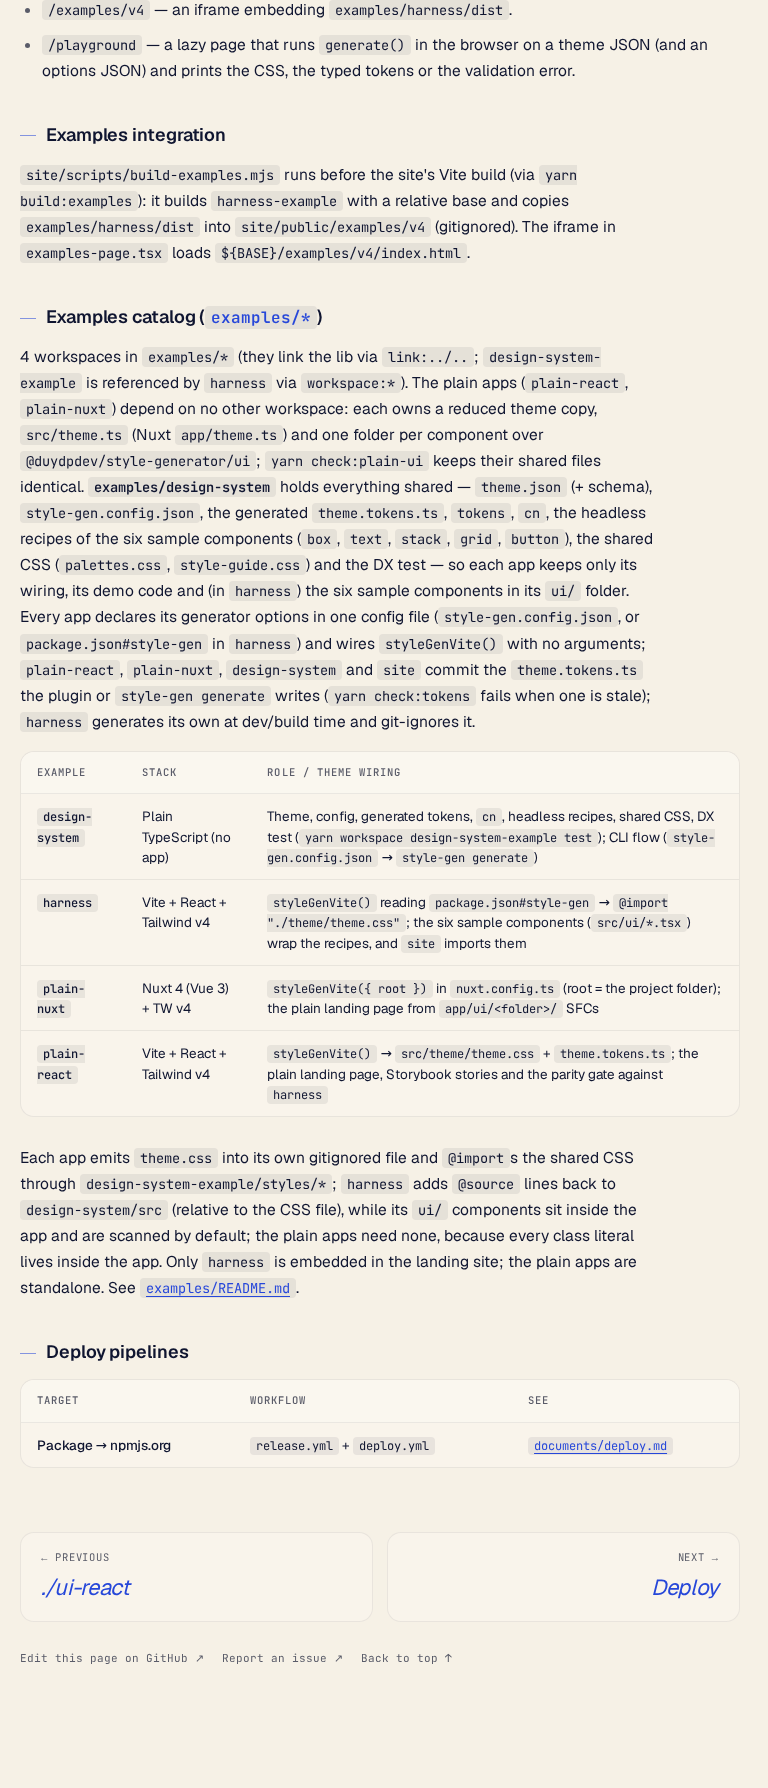 /examples/v4 — an iframe embedding examples/harness/dist.
/playground — a lazy page that runs generate() in the browser on a theme JSON (and an
options JSON) and prints the CSS, the typed tokens or the validation error.
— Examples integration
site/scripts/build-examples.mjs runs before the site's Vite build (via yarn
build:examples): it builds harness-example with a relative base and copies
examples/harness/dist into site/public/examples/v4 (gitignored). The iframe in
examples-page.tsx loads ${BASE}/examples/v4/index.html.
— Examples catalog (examples/*)
4 workspaces in examples/* (they link the lib via link:../..; design-system-
example is referenced by harness via workspace:*). The plain apps (plain-react,
plain-nuxt) depend on no other workspace: each owns a reduced theme copy,
src/theme.ts (Nuxt app/theme.ts) and one folder per component over
@duydpdev/style-generator/ui; yarn check:plain-ui keeps their shared files
identical. examples/design-system holds everything shared — theme.json (+ schema),
style-gen.config.json, the generated theme.tokens.ts, tokens, cn, the headless
recipes of the six sample components (box, text, stack, grid, button), the shared
CSS (palettes.css, style-guide.css) and the DX test — so each app keeps only its
wiring, its demo code and (in harness) the six sample components in its ui/ folder.
Every app declares its generator options in one config file (style-gen.config.json, or
package.json#style-gen in harness) and wires styleGenVite() with no arguments;
plain-react, plain-nuxt, design-system and site commit the theme.tokens.ts
the plugin or style-gen generate writes (yarn check:tokens fails when one is stale);
harness generates its own at dev/build time and git-ignores it.
EXAMPLE STACK ROLE / THEME WIRING
design-
system
Plain
TypeScript (no
app)
Theme, config, generated tokens, cn, headless recipes, shared CSS, DX
test (yarn workspace design-system-example test); CLI flow (style-
gen.config.json → style-gen generate)
harness
Vite + React +
Tailwind v4
styleGenVite() reading package.json#style-gen → @import
"./theme/theme.css"; the six sample components (src/ui/*.tsx)
wrap the recipes, and site imports them
plain-
nuxt
Nuxt 4 (Vue 3)
+ TW v4
styleGenVite({ root }) in nuxt.config.ts (root = the project folder);
the plain landing page from app/ui/<folder>/ SFCs
plain-
react
Vite + React +
Tailwind v4
styleGenVite() → src/theme/theme.css + theme.tokens.ts; the
plain landing page, Storybook stories and the parity gate against
harness
Each app emits theme.css into its own gitignored file and @imports the shared CSS
through design-system-example/styles/*; harness adds @source lines back to
design-system/src (relative to the CSS file), while its ui/ components sit inside the
app and are scanned by default; the plain apps need none, because every class literal
lives inside the app. Only harness is embedded in the landing site; the plain apps are
standalone. See examples/README.md.
— Deploy pipelines
TARGET WORKFLOW SEE
Package → npmjs.org release.yml + deploy.yml documents/deploy.md
← PREVIOUS
./ui-react
NEXT →
Deploy
Edit this page on GitHub ↗ Report an issue ↗ Back to top ↑